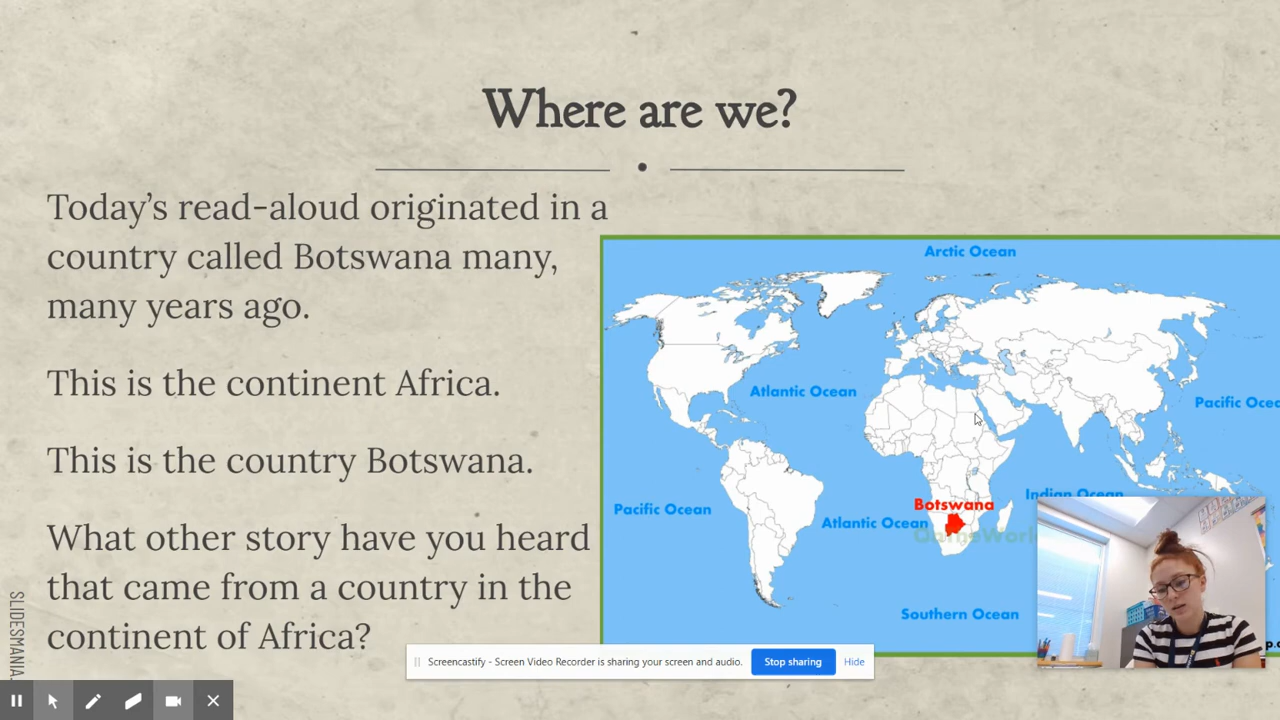 Where are we?
Today's read-aloud originated in a
country called Botswana many,
many years ago.
This is the continent Africa.
This is the country Botswana.
What other story have you heard
that came from a country in the
continent of Africa?
Arctic Ocean
Atlantic Ocean
Pacific Ocea
Pacific Ocean
Atlantic Ocean
Botswana
Indian Ocean
OnTheWorl
Southern Ocean
SLIDESMANIA.
Screencastify - Screen Video Recorder is sharing your screen and audio.
Stop sharing
Hide